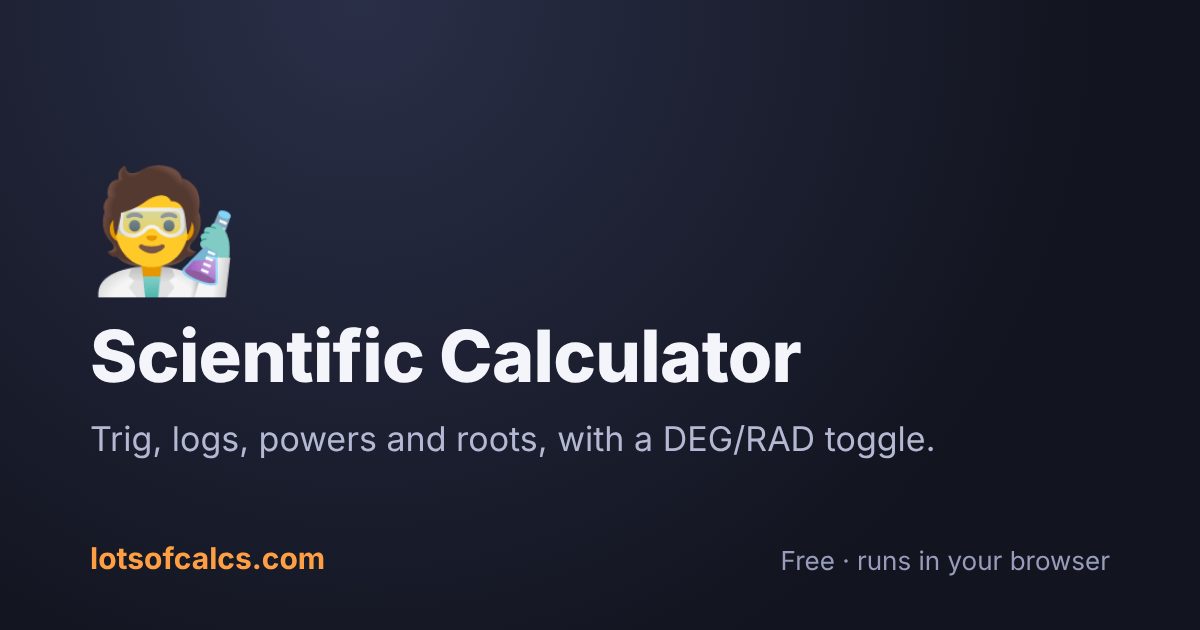 Scientific Calculator
Trig, logs, powers and roots, with a DEG/RAD toggle.
lotsofcalcs.com
Free · runs in your browser